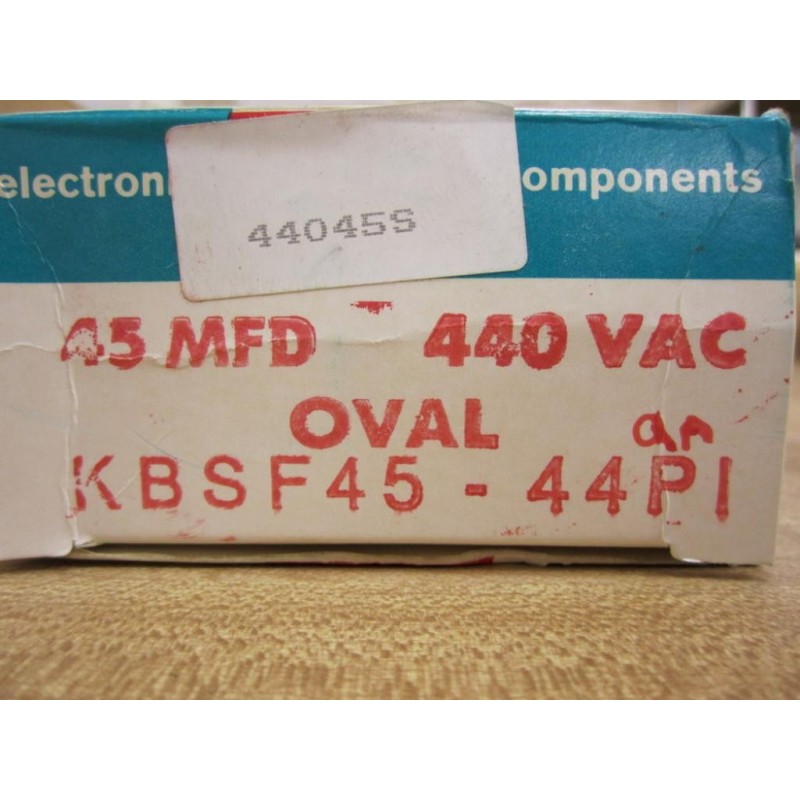 electron omponents
44045S
45 MFD - 440 VAC
OVAL
KBSF45 - 44PI